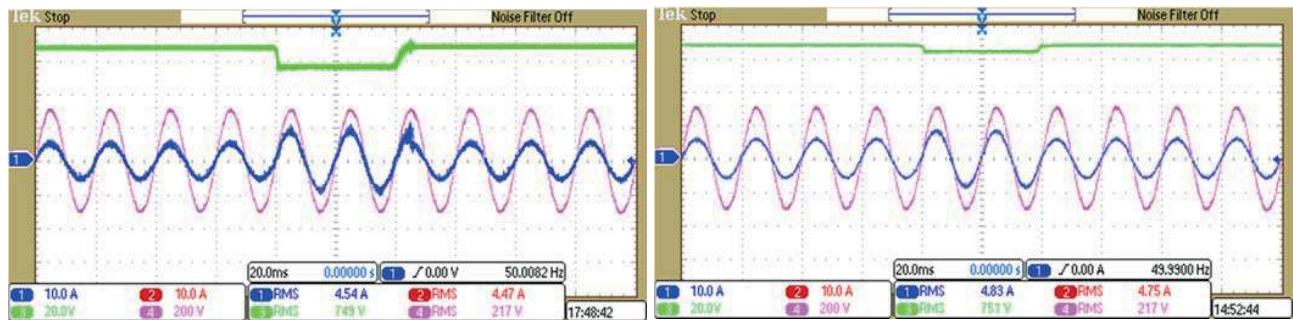 Tek Stop
Noise Filter Off
1
20.0ms 0.00000 s 1 0.00 V 50.0082 Hz
1 10.0 A 2 10.0 A
3 20.0V 4 200 V
1 RMS 4.54 A 2 RMS 4.47 A
3 RMS 749 V 4 RMS 217 V
17:48:42
Tek Stop
Noise Filter Off
1
20.0ms 0.00000 s 1 0.00 A 49.9900 Hz
1 10.0 A 2 10.0 A
3 20.0V 4 200 V
1 RMS 4.83 A 2 RMS 4.75 A
RMS 4 RMS 217 V
14:52:44